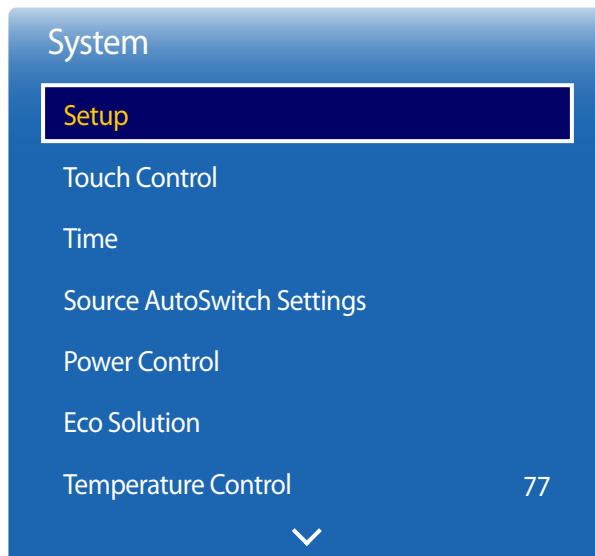 System
Setup
Touch Control
Time
Source AutoSwitch Settings
Power Control
Eco Solution
Temperature Control 77